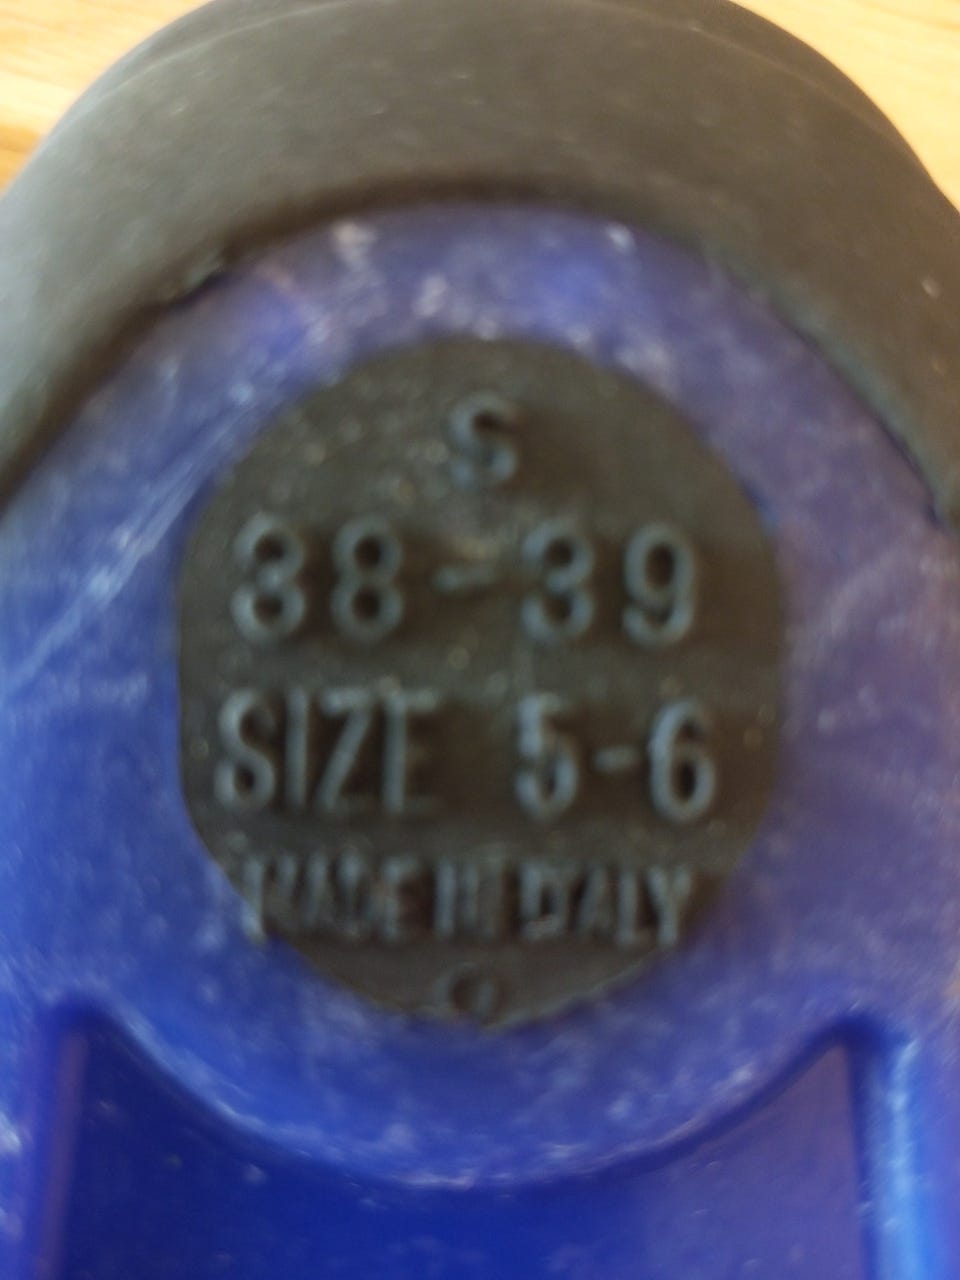 S
38-39
SIZE 5-6
MADE IN ITALY